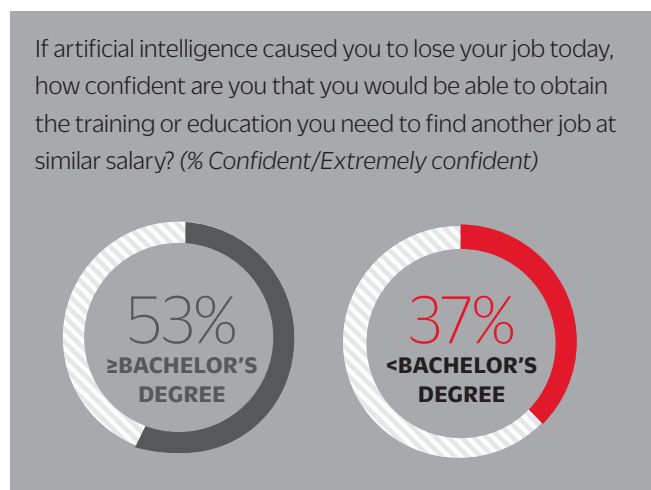 If artificial intelligence caused you to lose your job today,
how confident are you that you would be able to obtain
the training or education you need to find another job at
similar salary? (% Confident/Extremely confident)
53%
≥BACHELOR'S
DEGREE
37%
<BACHELOR'S
DEGREE